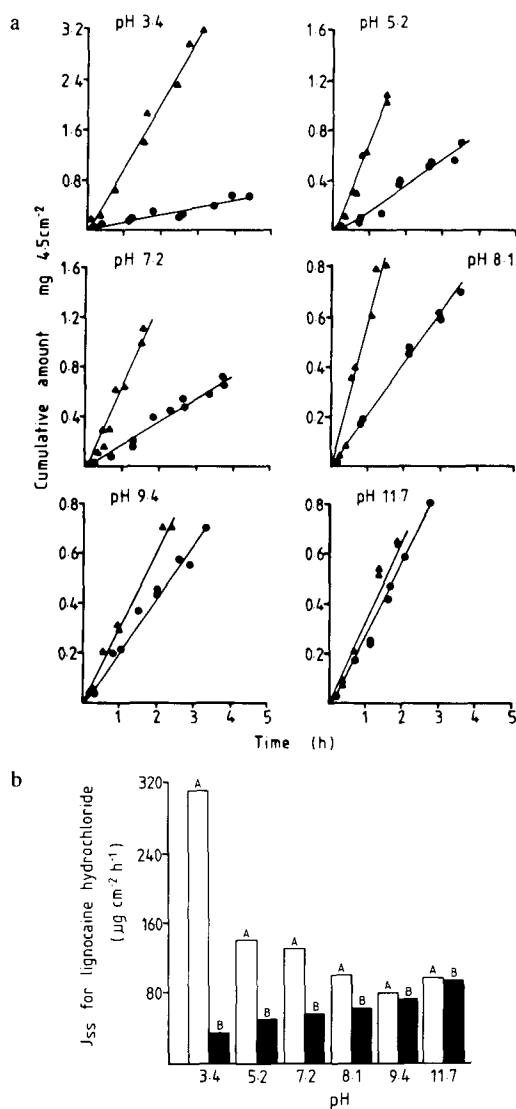 a
pH 3·4
3·2
2·4
1·6
0·8
pH 5·2
1·6
1·2
0·8
0·4
pH 7·2
1·6
1·2
0·8
0·4
pH 8·1
0·8
0·6
0·4
0·2
pH 9·4
0·8
0·6
0·4
0·2
1 2 3 4 5
pH 11·7
0·8
0·6
0·4
0·2
1 2 3 4 5
Cumulative amount mg 4·5cm-2
Time (h)
b
Jss for lignocaine hydrochloride
(µg cm-2 h-1)
320
240
160
80
A B A B A B A B A B A B
3·4 5·2 7·2 8·1 9·4 11·7
pH